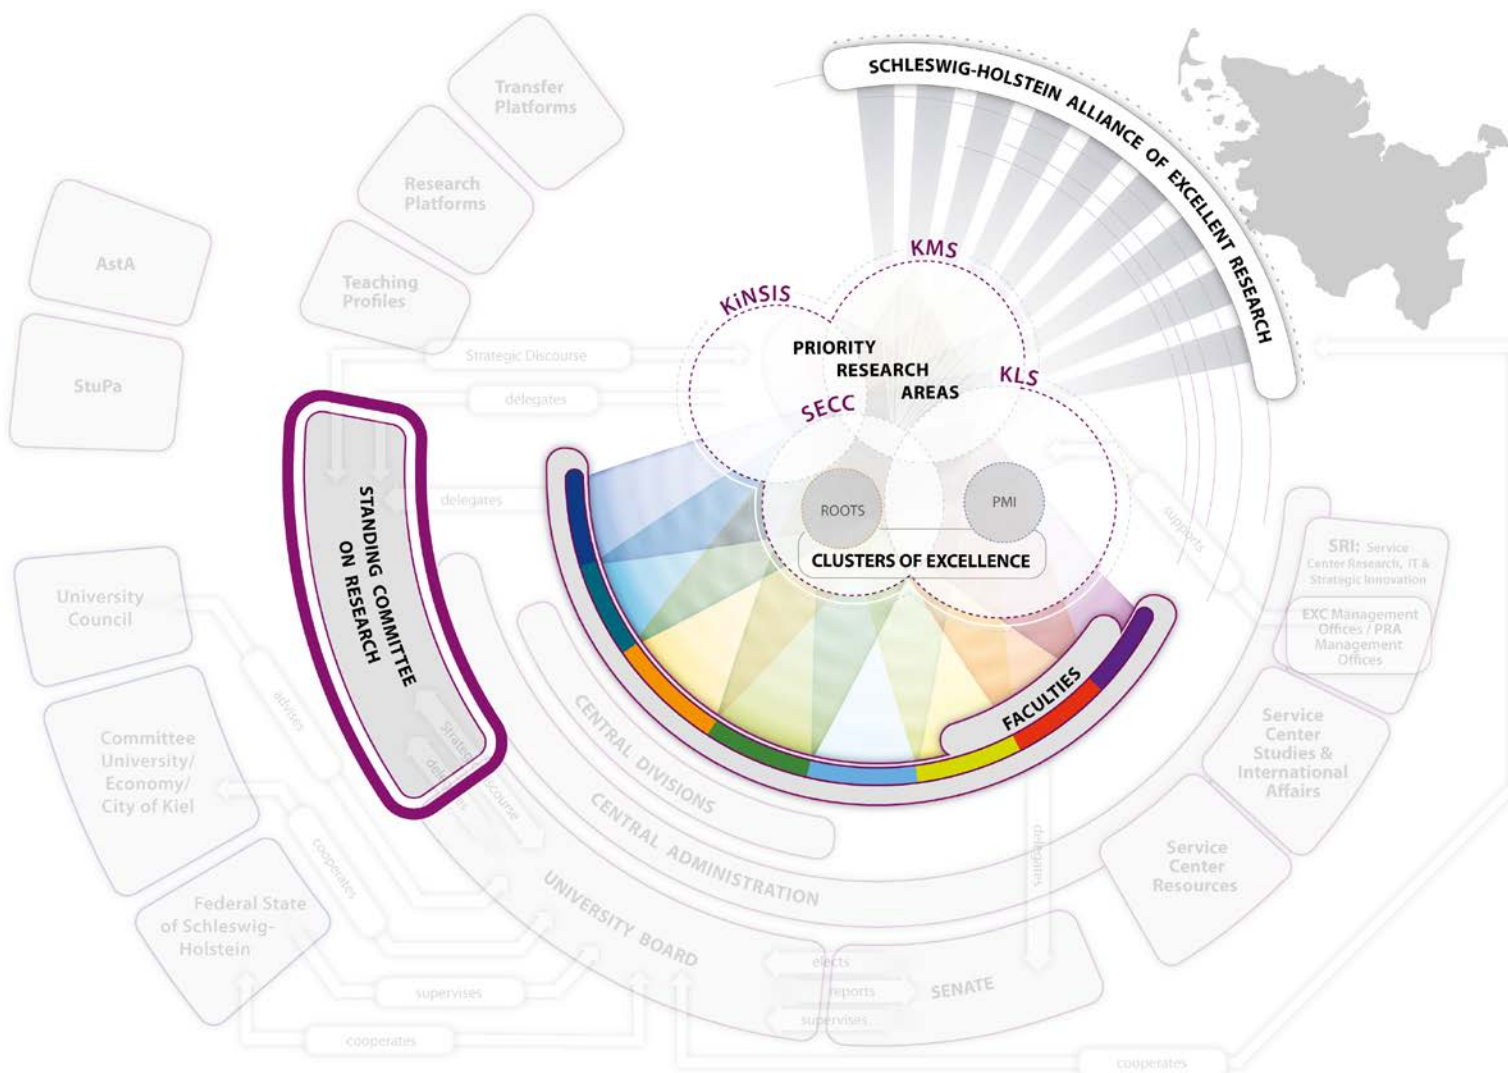 SCHLESWIG-HOLSTEIN ALLIANCE OF EXCELLENT RESEARCH
Transfer
Platforms
Research
Platforms
Teaching
Profiles
AstA
StuPa
KMS
KiNSIS
KLS
SECC
PRIORITY
RESEARCH
AREAS
Strategic Discourse
delegates
delegates
STANDING COMMITTEE
ON RESEARCH
ROOTS
PMI
CLUSTERS OF EXCELLENCE
FACULTIES
supports
SRI: Service
Center Research, IT &
Strategic Innovation
EXC Management
Offices / PRA
Management
Offices
University
Council
advises
Committee
University/
Economy/
City of Kiel
cooperates
Federal State
of Schleswig-
Holstein
supervises
cooperates
Strategic Discourse
delegates
CENTRAL DIVISIONS
CENTRAL ADMINISTRATION
UNIVERSITY BOARD
elects
reports
supervises
SENATE
delegates
Service
Center
Studies &
International
Affairs
Service
Center
Resources
cooperates